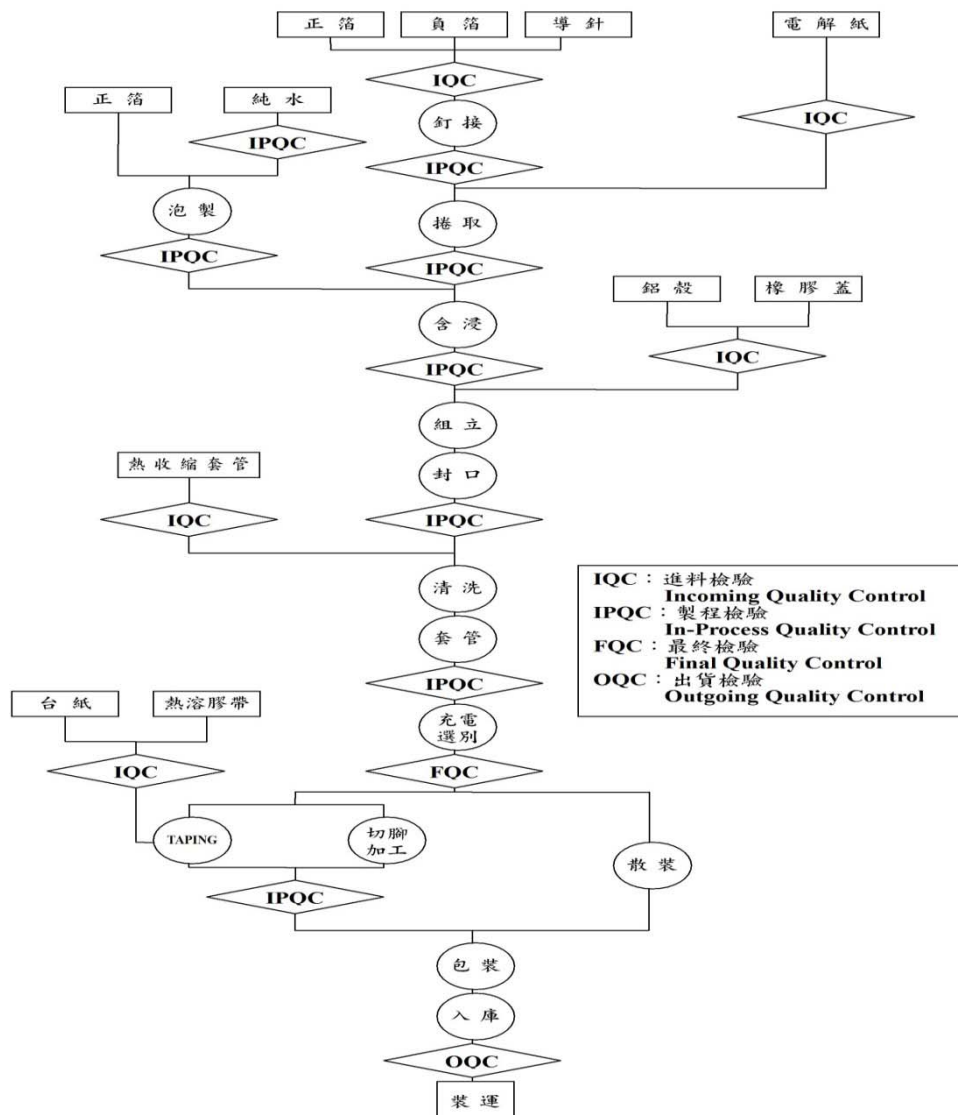 正箔
負箔
導針
電解紙
IQC
正箔
純水
IPQC
釘接
IQC
IPQC
泡製
捲取
IPQC
IPQC
鋁殼
橡膠蓋
含浸
IQC
IPQC
組立
熱收縮套管
封口
IQC
IPQC
清洗
套管
IPQC
IQC：進料檢驗
Incoming Quality Control
IPQC：製程檢驗
In-Process Quality Control
FQC：最終檢驗
Final Quality Control
OQC：出貨檢驗
Outgoing Quality Control
台紙
熱溶膠帶
充電
選別
IQC
FQC
TAPING
切腳
加工
散裝
IPQC
包裝
入庫
OQC
裝運